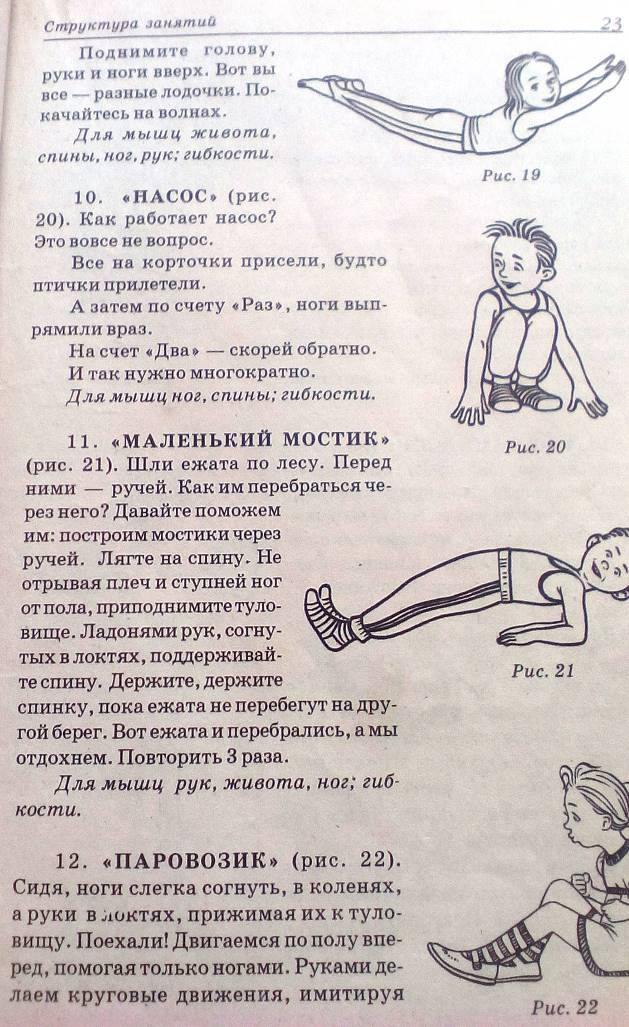 Структура занятий 23
Поднимите голову,
руки и ноги вверх. Вот вы
все — разные лодочки. По-
качайтесь на волнах.
Для мышц живота,
спины, ног, рук; гибкости.
Рис. 19
10. «НАСОС» (рис.
20). Как работает насос?
Это вовсе не вопрос.
Все на корточки присели, будто
птички прилетели.
А затем по счету «Раз», ноги вып-
рямили враз.
На счет «Два» — скорей обратно.
И так нужно многократно.
Для мышц ног, спины; гибкости.
Рис. 20
11. «МАЛЕНЬКИЙ МОСТИК»
(рис. 21). Шли ежата по лесу. Перед
ними — ручей. Как им перебраться че-
рез него? Давайте поможем
им: построим мостики через
ручей. Лягте на спину. Не
отрывая плеч и ступней ног
от пола, приподнимите туло-
вище. Ладонями рук, согну-
тых в локтях, поддерживай-
те спину. Держите, держите
спинку, пока ежата не перебегут на дру-
гой берег. Вот ежата и перебрались, а мы
отдохнем. Повторить 3 раза.
Для мышц рук, живота, ног; гиб-
кости.
Рис. 21
12. «ПАРОВОЗИК» (рис. 22).
Сидя, ноги слегка согнуть, в коленях,
а руки в локтях, прижимая их к туло-
вищу. Поехали! Двигаемся по полу впе-
ред, помогая только ногами. Руками де-
лаем круговые движения, имитируя
Рис. 22